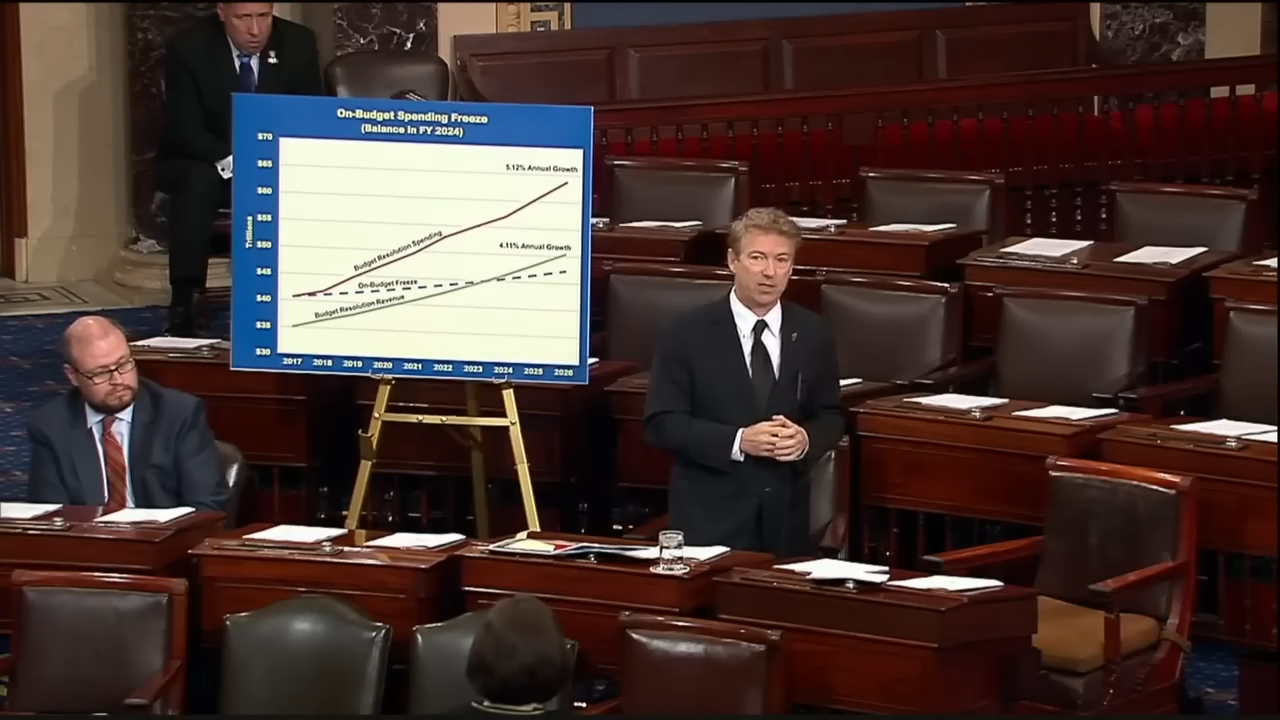 On-Budget Spending Freeze
(Balance in FY 2024)
$70
$65
$60
$55
$50
$45
$40
$35
$30
Trillions
5.12% Annual Growth
Budget Resolution Spending
4.11% Annual Growth
On-Budget Freeze
Budget Resolution Revenue
2017 2018 2019 2020 2021 2022 2023 2024 2025 2026